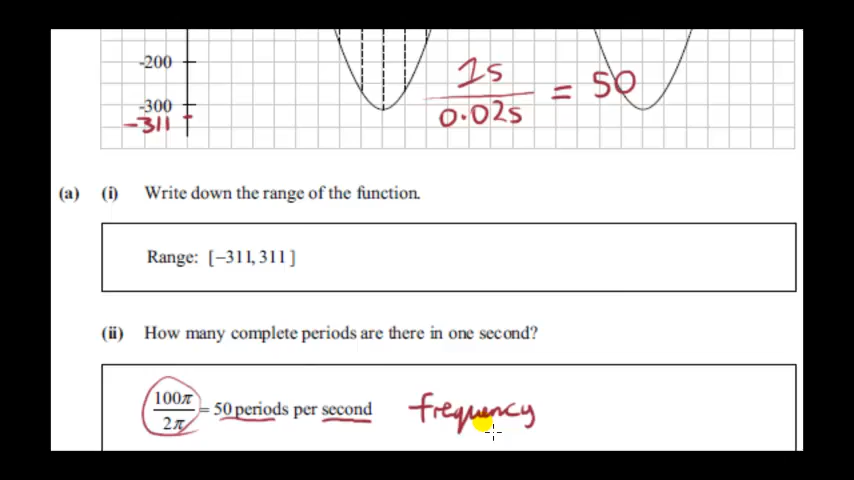 -200
1s
-300
0.02s
= 50
-311
(a) (i) Write down the range of the function.
Range: [−311, 311]
(ii) How many complete periods are there in one second?
100π
2π
= 50 periods per second frequency